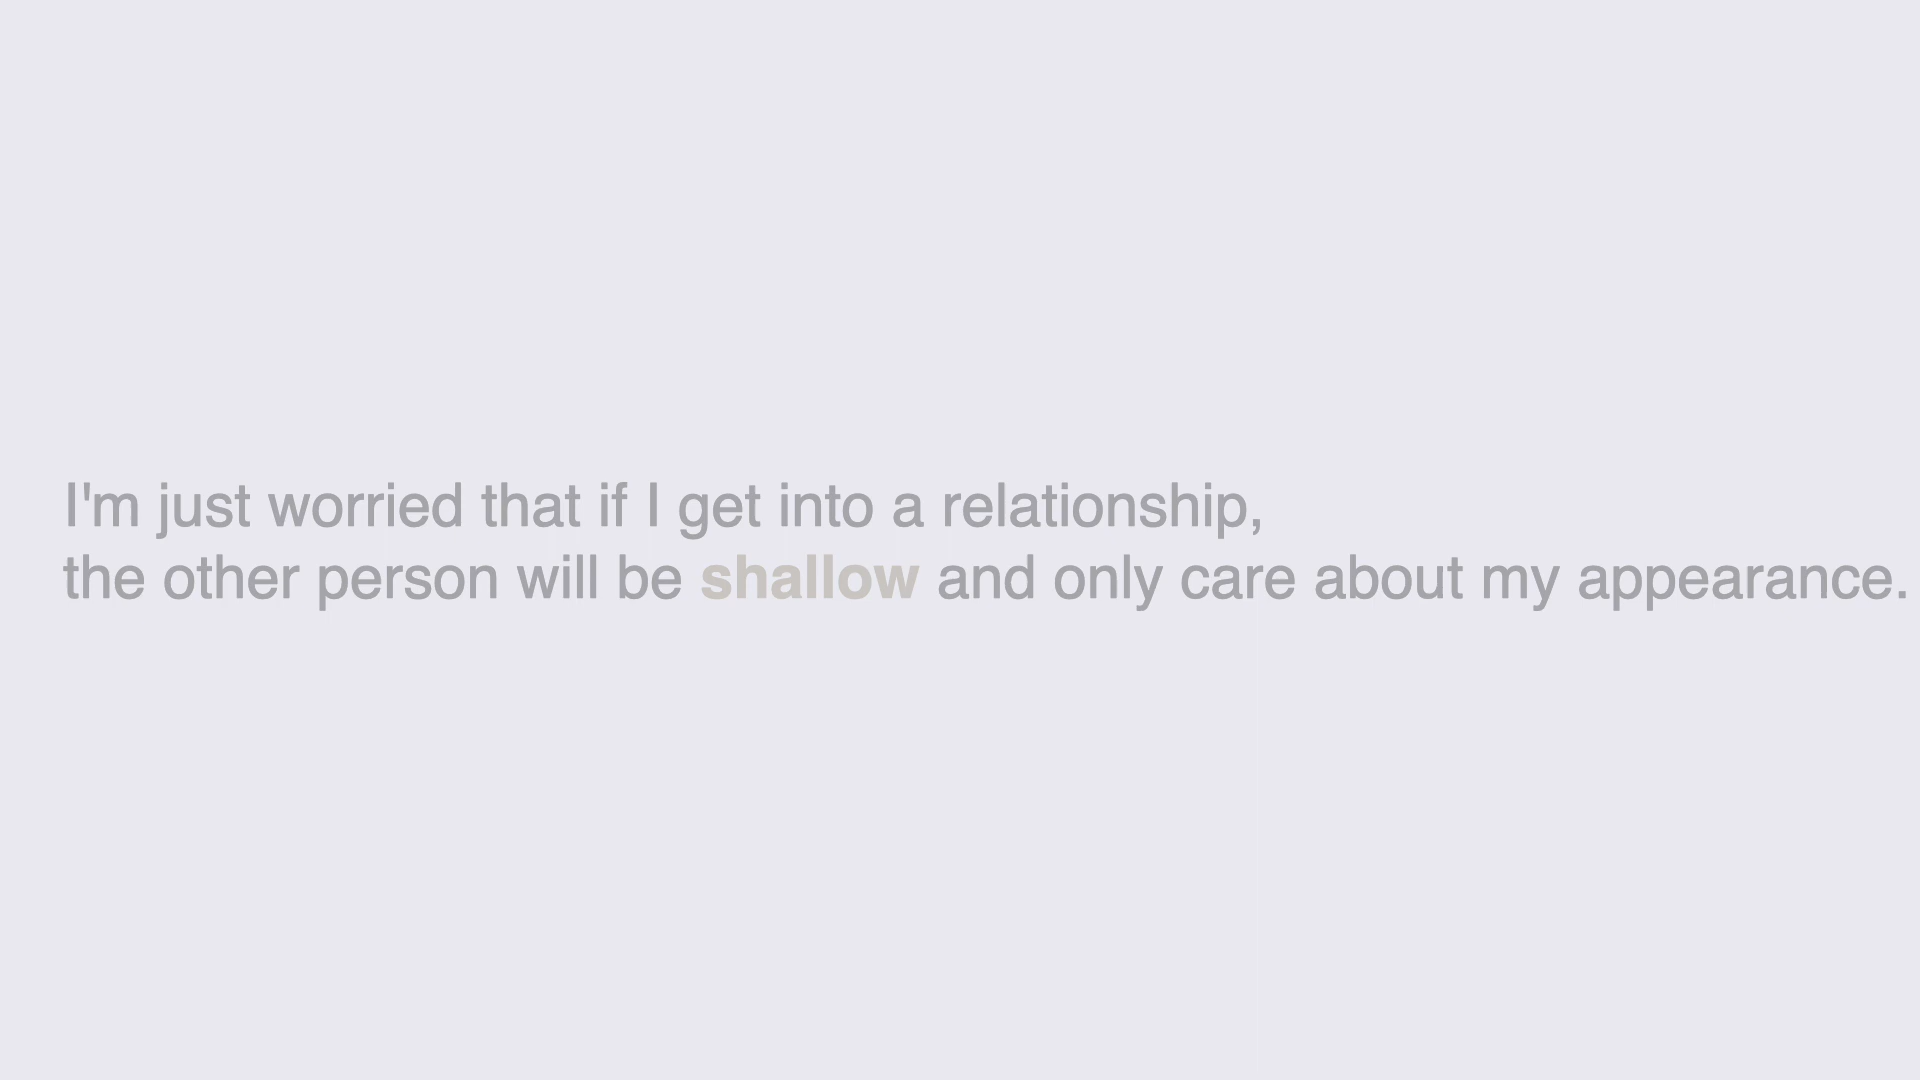 I'm just worried that if I get into a relationship,
the other person will be shallow and only care about my appearance.